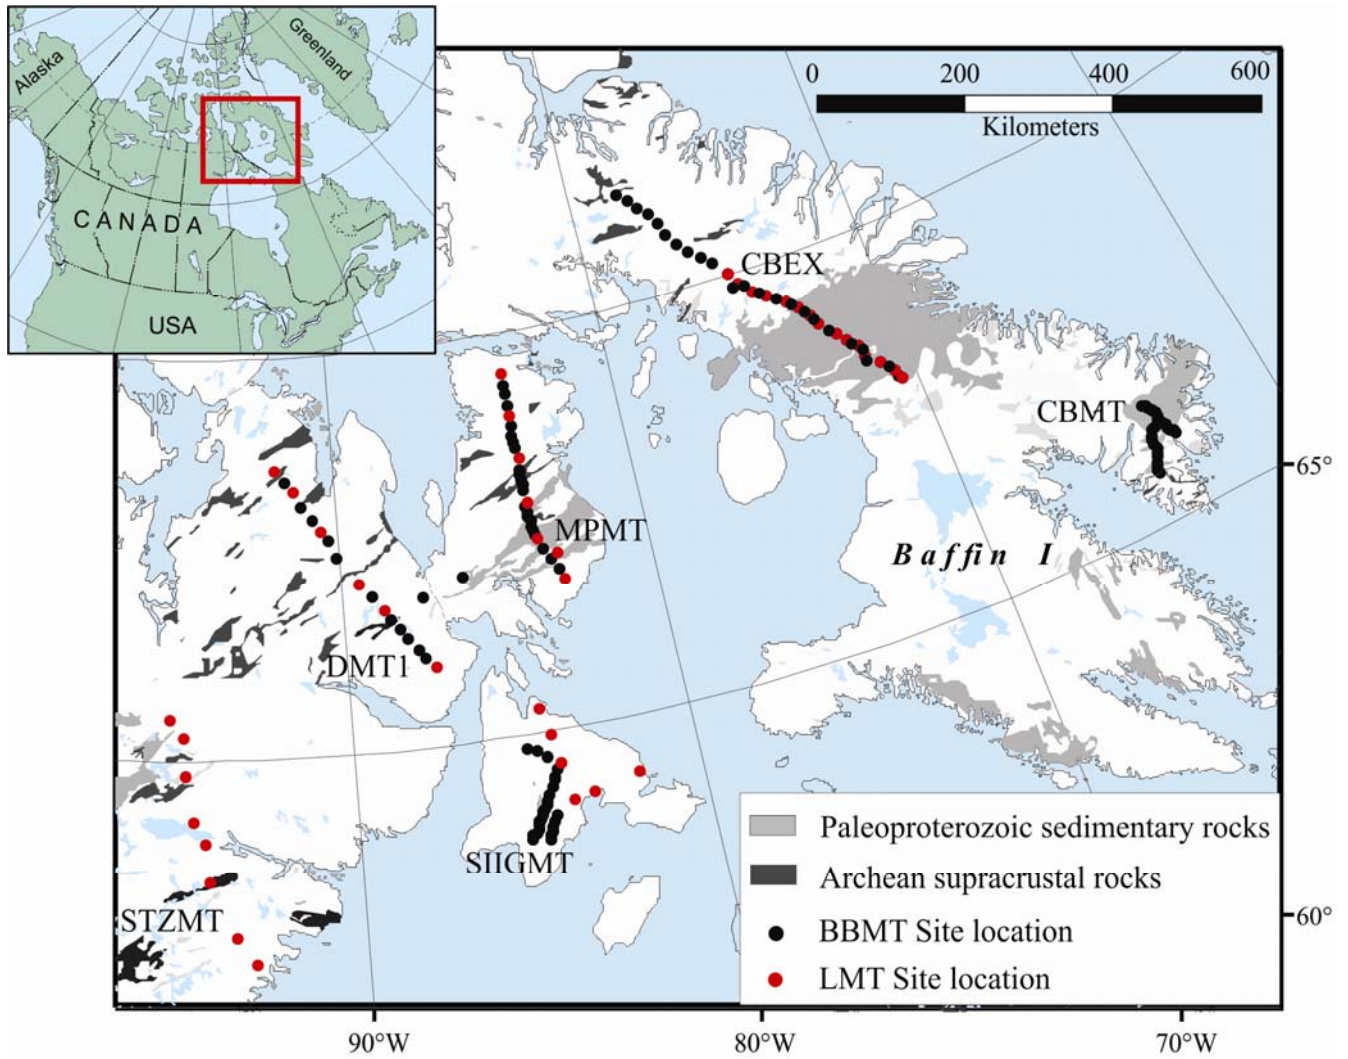 Alaska
Greenland
CANADA
USA
0 200 400 600
Kilometers
CBEX
CBMT
65°
MPMT
Baffin I
DMT1
SIIGMT
STZMT
Paleoproterozoic sedimentary rocks
Archean supracrustal rocks
BBMT Site location
LMT Site location
60°
90°W 80°W 70°W